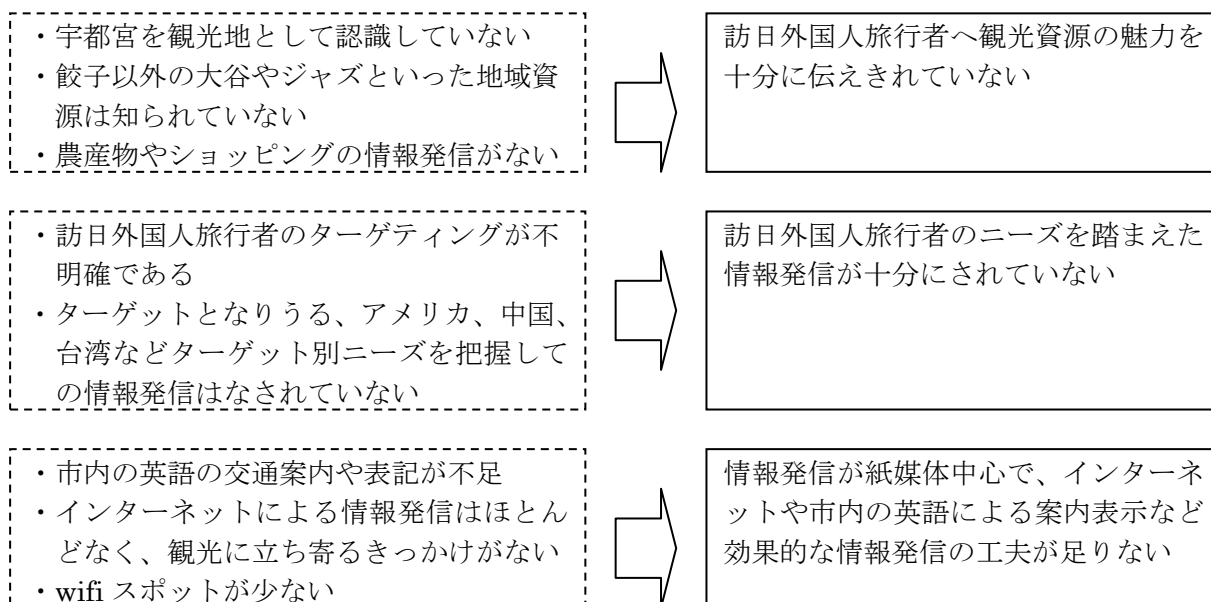 ・宇都宮を観光地として認識していない
・餃子以外の大谷やジャズといった地域資
源は知られていない
・農産物やショッピングの情報発信がない
訪日外国人旅行者へ観光資源の魅力を
十分に伝えきれていない
・訪日外国人旅行者のターゲティングが不
明確である
・ターゲットとなりうる、アメリカ、中国、
台湾などターゲット別ニーズを把握して
の情報発信はなされていない
訪日外国人旅行者のニーズを踏まえた
情報発信が十分にされていない
・市内の英語の交通案内や表記が不足
・インターネットによる情報発信はほとん
どなく、観光に立ち寄るきっかけがない
・wifi スポットが少ない
情報発信が紙媒体中心で、インターネ
ットや市内の英語による案内表示など
効果的な情報発信の工夫が足りない